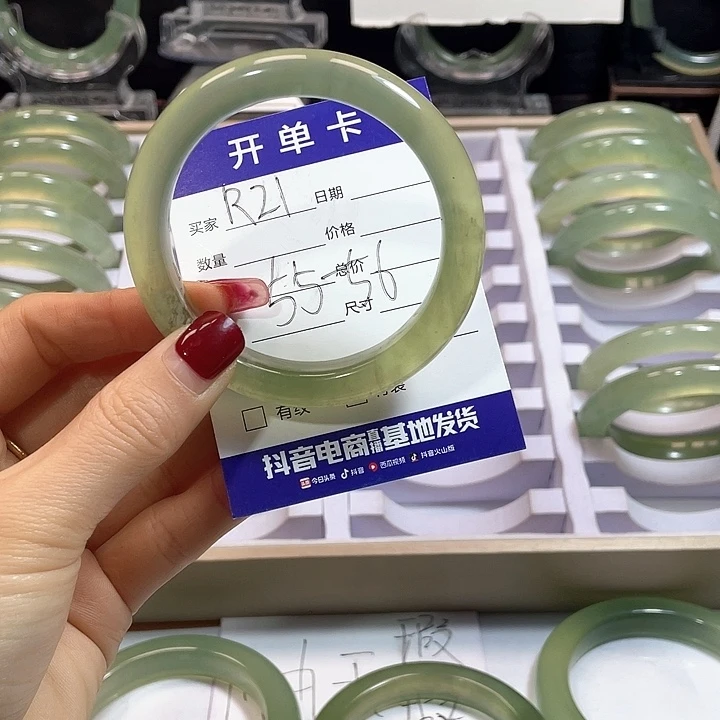 开单卡
买家 R21 日期
数量 价格
55-56 总价
尺寸
有纹
抖音电商直播基地发货
今日头条 抖音 西瓜视频 抖音火山版
瑕